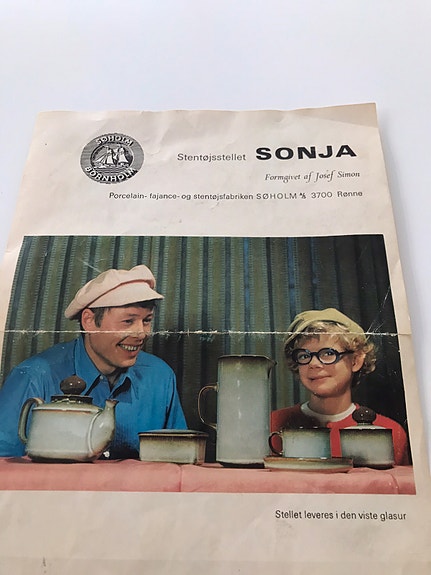 SØHOLM
BORNHOLM
Stentøjsstellet SONJA
Formgivet af Josef Simon
Porcelain- fajance- og stentøjsfabriken SØHOLM A/S 3700 Rønne
Stellet leveres i den viste glasur